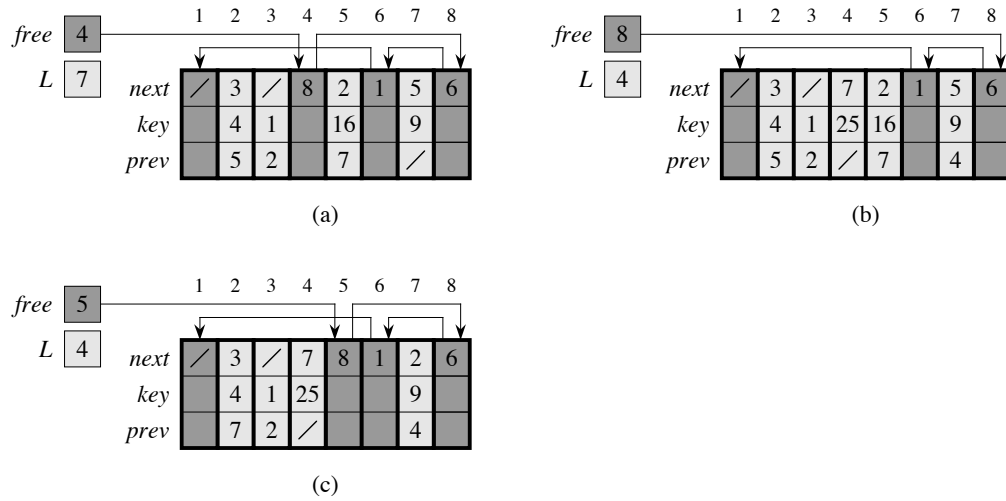 1 2 3 4 5 6 7 8
free 4
L 7
next / 3 / 8 2 1 5 6
key 4 1 16 9
prev 5 2 7 /
(a)
1 2 3 4 5 6 7 8
free 8
L 4
next / 3 / 7 2 1 5 6
key 4 1 25 16 9
prev 5 2 / 7 4
(b)
1 2 3 4 5 6 7 8
free 5
L 4
next / 3 / 7 8 1 2 6
key 4 1 25 9
prev 7 2 / 4
(c)